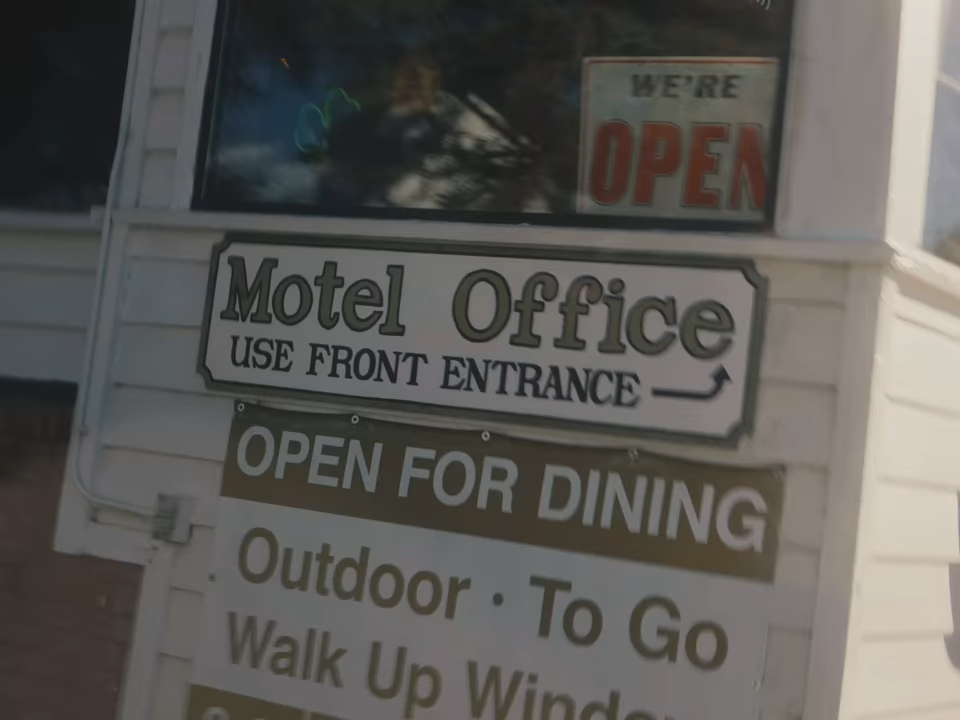 WE'RE
OPEN
Motel Office
USE FRONT ENTRANCE
OPEN FOR DINING
Outdoor · To Go
Walk Up